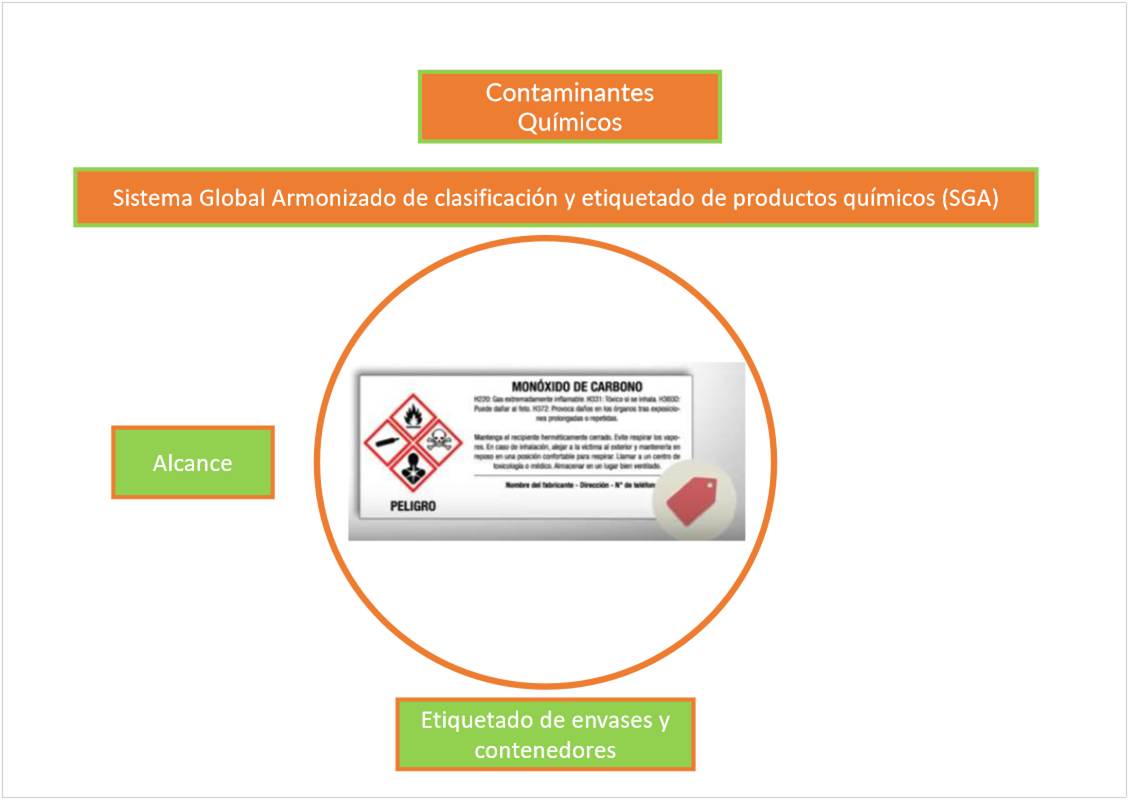 Contaminantes
Químicos
Sistema Global Armonizado de clasificación y etiquetado de productos químicos (SGA)
MONÓXIDO DE CARBONO
H220: Gas extremadamente inflamable. H331: Tóxico si se inhala. H360D:
Puede dañar al feto. H372: Provoca daños en los órganos tras exposicio-
nes prolongadas o repetidas.
Mantenga el recipiente herméticamente cerrado. Evite respirar los vapo-
res. En caso de inhalación, alejar a la víctima al exterior y mantenerla en
reposo en una posición confortable para respirar. Llamar a un centro de
toxicología o médico. Almacenar en un lugar bien ventilado.
Nombre del fabricante - Dirección - N° de teléfon
PELIGRO
Alcance
Etiquetado de envases y
contenedores